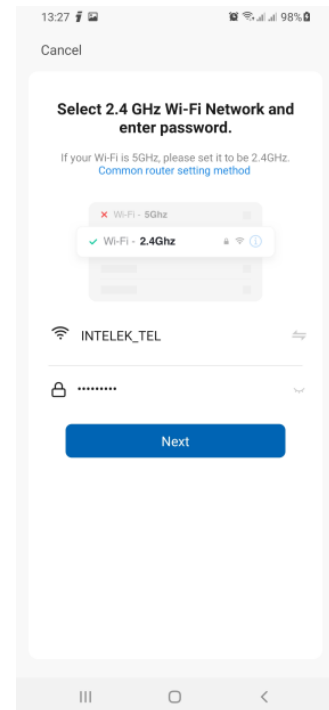 13:27 98%
Cancel
Select 2.4 GHz Wi-Fi Network and
enter password.
If your Wi-Fi is 5GHz, please set it to be 2.4GHz.
Common router setting method
Wi-Fi - 5Ghz
Wi-Fi - 2.4Ghz
INTELEK_TEL
•••••••••
Next